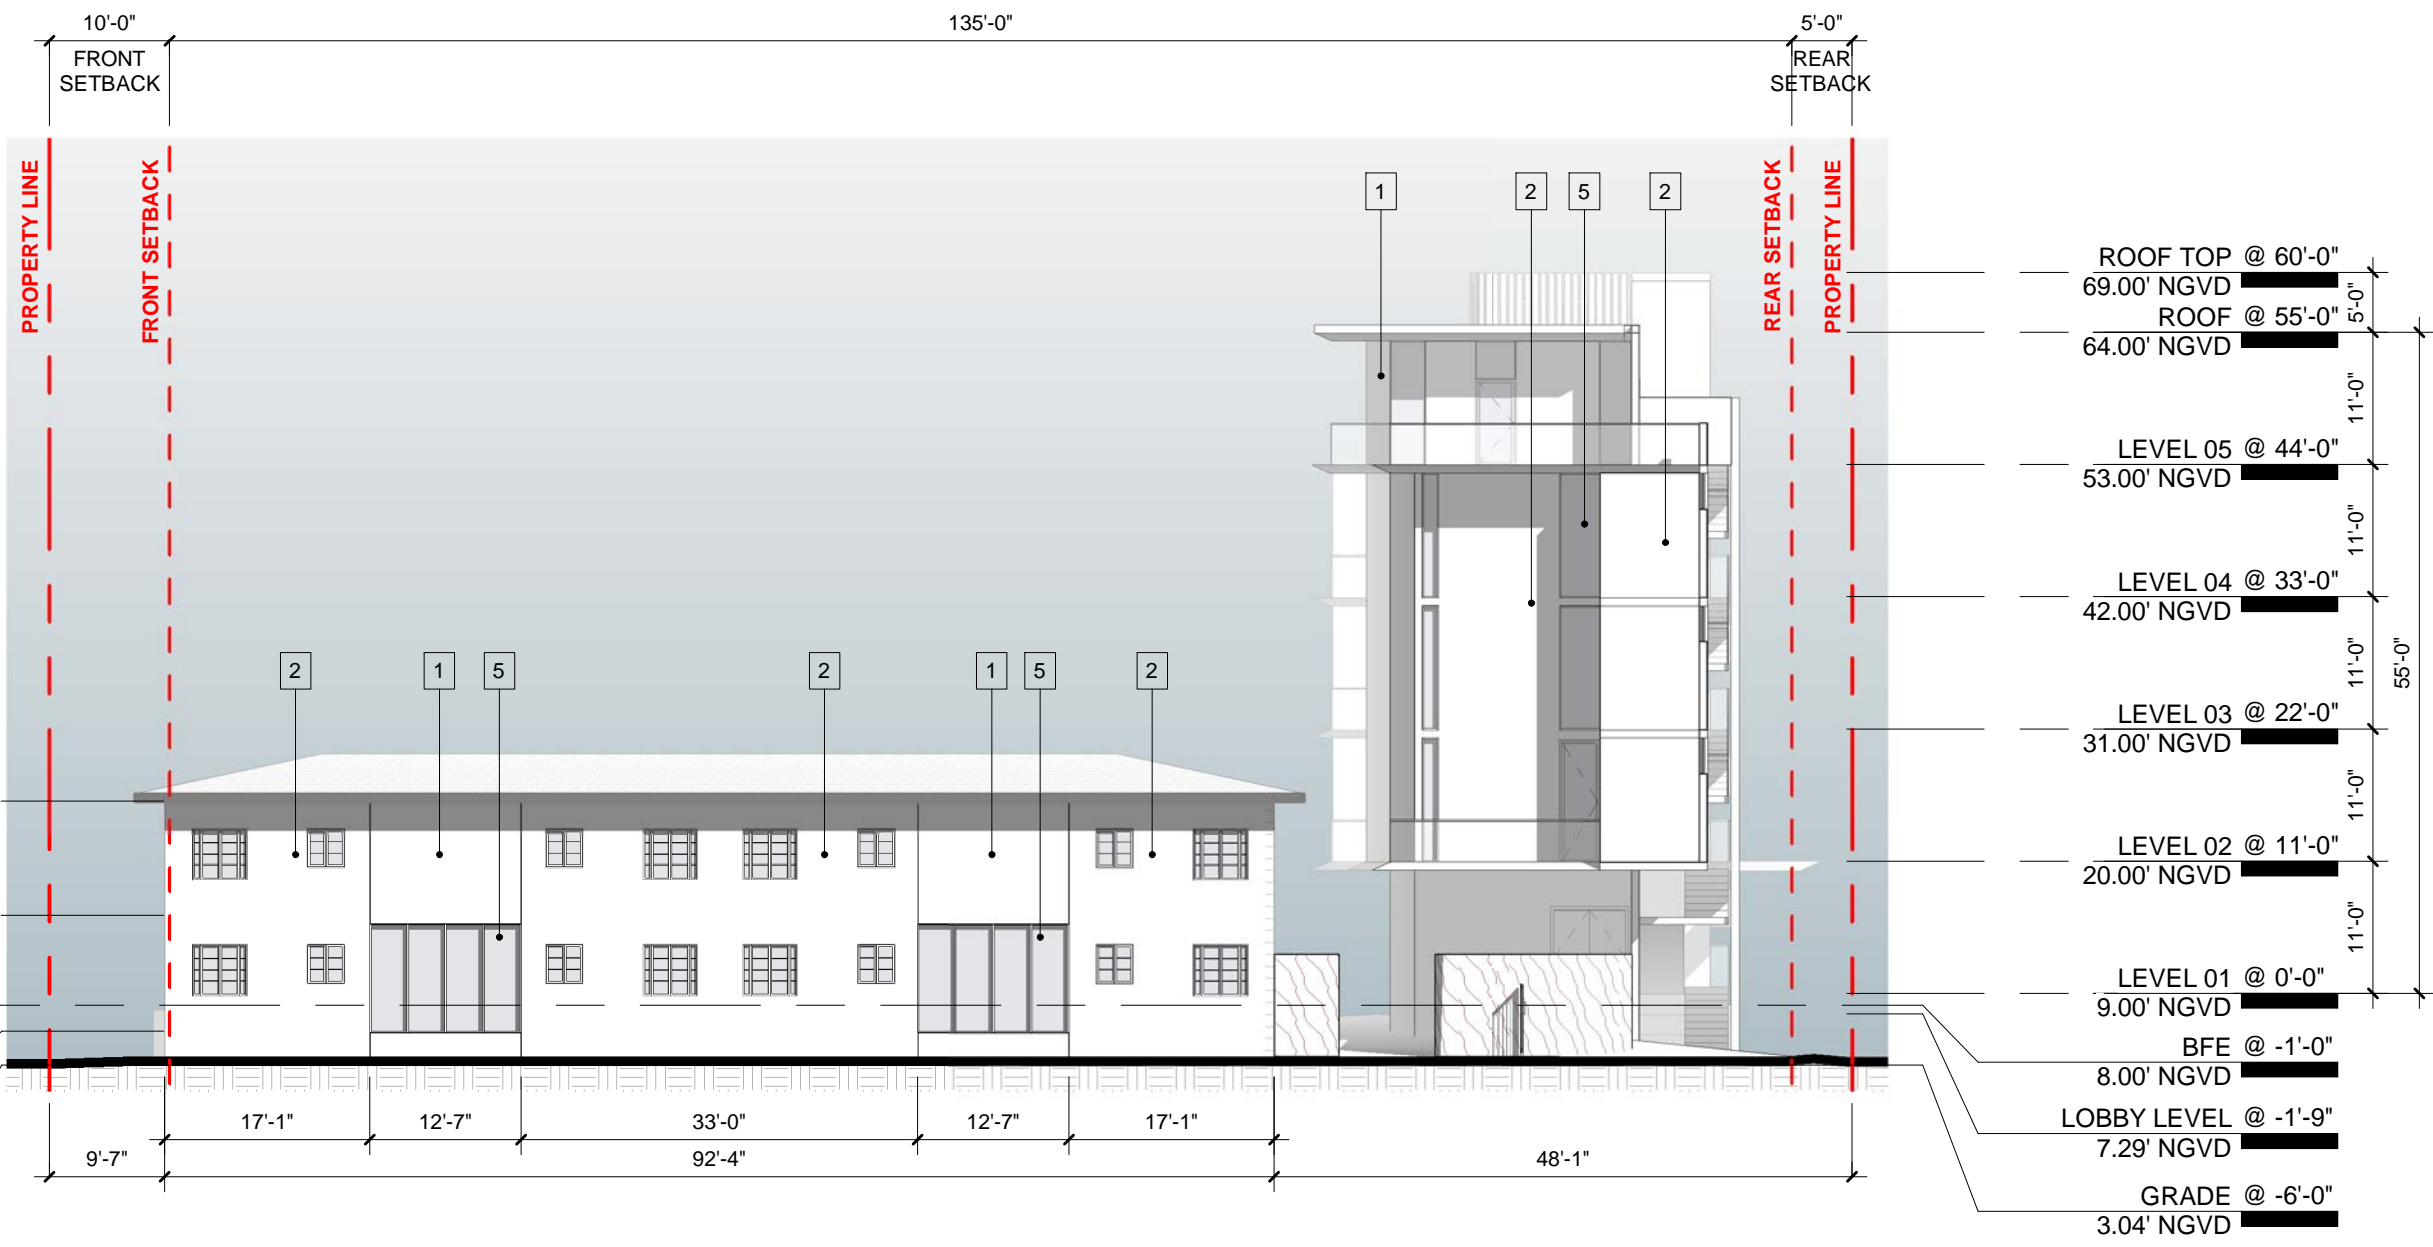 10'-0" 135'-0" 5'-0"
FRONT
SETBACK
REAR
SETBACK
PROPERTY LINE
FRONT SETBACK
REAR SETBACK
PROPERTY LINE
1 2 5 2
2 1 5 2 1 5 2
ROOF TOP @ 60'-0"
69.00' NGVD
5'-0"
ROOF @ 55'-0"
64.00' NGVD
11'-0"
LEVEL 05 @ 44'-0"
53.00' NGVD
11'-0"
LEVEL 04 @ 33'-0"
42.00' NGVD
11'-0"
55'-0"
LEVEL 03 @ 22'-0"
31.00' NGVD
11'-0"
LEVEL 02 @ 11'-0"
20.00' NGVD
11'-0"
LEVEL 01 @ 0'-0"
9.00' NGVD
BFE @ -1'-0"
8.00' NGVD
LOBBY LEVEL @ -1'-9"
7.29' NGVD
GRADE @ -6'-0"
3.04' NGVD
17'-1" 12'-7" 33'-0" 12'-7" 17'-1"
9'-7" 92'-4" 48'-1"